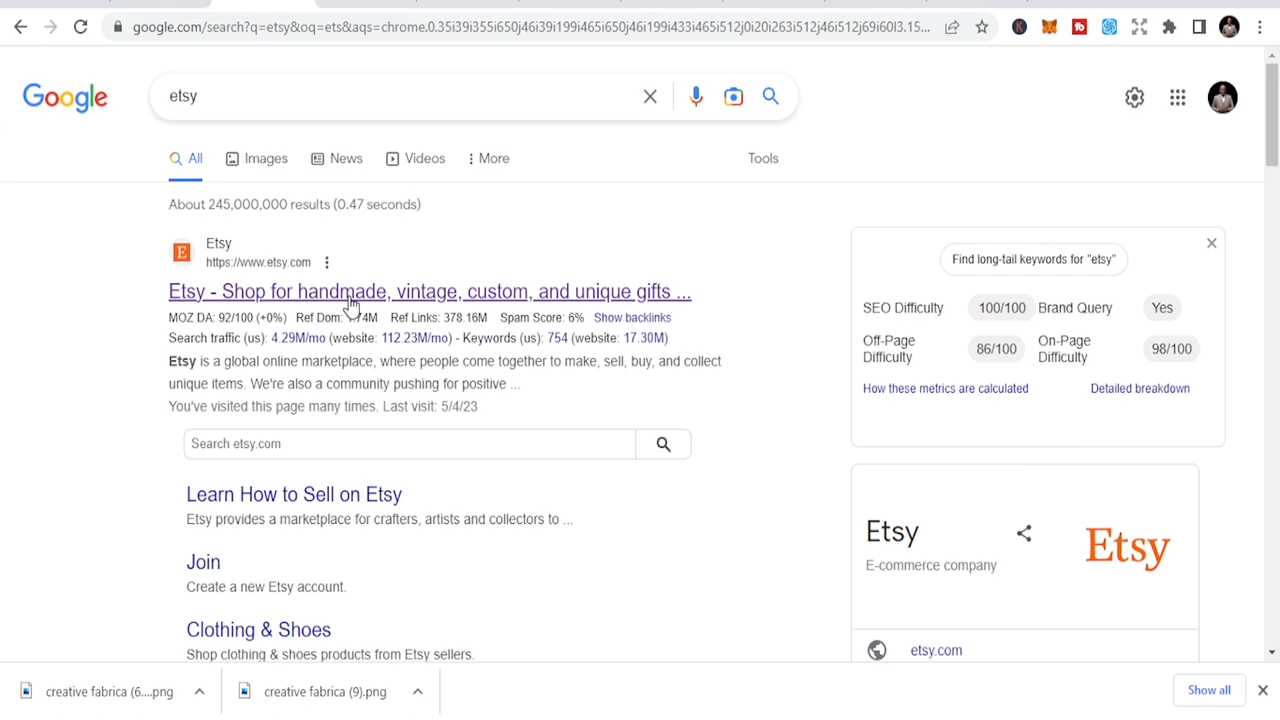 google.com/search?q=etsy&oq=ets&aqs=chrome.0.35i39i355i650j46i39i199i465i650j46i199i433i465i512j0i20i263i512j46i512j69i60l3.15...
Google
etsy
All
Images
News
Videos
More
Tools
About 245,000,000 results (0.47 seconds)
Etsy
https://www.etsy.com
Etsy - Shop for handmade, vintage, custom, and unique gifts ...
MOZ DA: 92/100 (+0%) Ref Dom: 74M Ref Links: 378.16M Spam Score: 6% Show backlinks
Search traffic (us): 4.29M/mo (website: 112.23M/mo) - Keywords (us): 754 (website: 17.30M)
Etsy is a global online marketplace, where people come together to make, sell, buy, and collect
unique items. We're also a community pushing for positive ...
You've visited this page many times. Last visit: 5/4/23
Search etsy.com
Learn How to Sell on Etsy
Etsy provides a marketplace for crafters, artists and collectors to ...
Join
Create a new Etsy account.
Clothing & Shoes
Shop clothing & shoes products from Etsy sellers.
Find long-tail keywords for "etsy"
SEO Difficulty 100/100 Brand Query Yes
Off-Page Difficulty 86/100 On-Page Difficulty 98/100
How these metrics are calculated
Detailed breakdown
Etsy
E-commerce company
Etsy
etsy.com
creative fabrica (6....png
creative fabrica (9).png
Show all